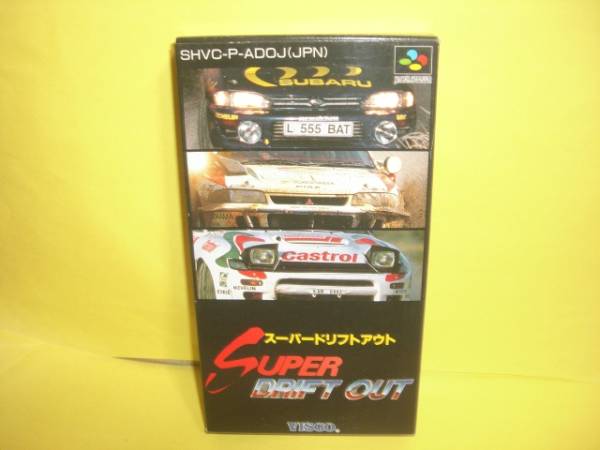 SHVC-P-ADOJ(JPN)
SUBARU
L 555 BAT
Castrol
MICHELIN
スーパードリフトアウト
SUPER
DRIFT OUT
VISCO